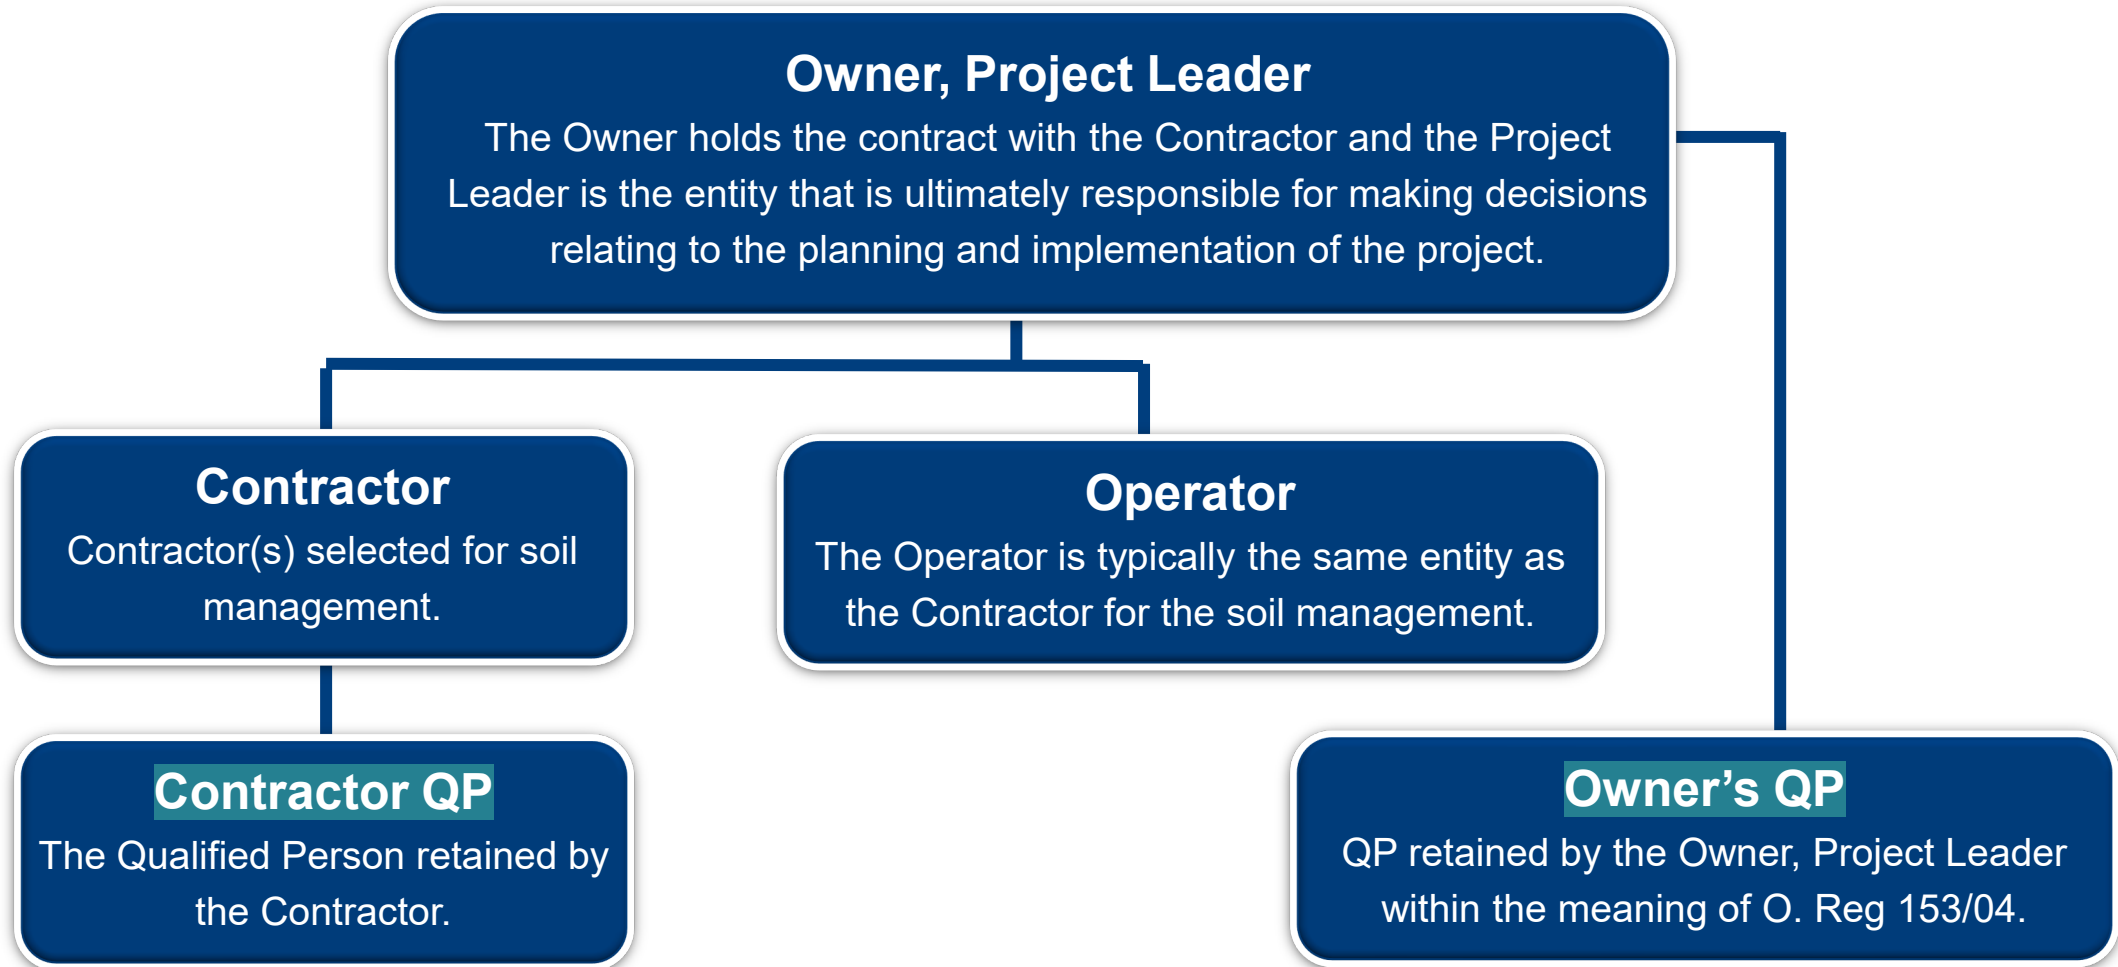 Owner, Project Leader
The Owner holds the contract with the Contractor and the Project
Leader is the entity that is ultimately responsible for making decisions
relating to the planning and implementation of the project.
Contractor
Contractor(s) selected for soil
management.
Operator
The Operator is typically the same entity as
the Contractor for the soil management.
Contractor QP
The Qualified Person retained by
the Contractor.
Owner’s QP
QP retained by the Owner, Project Leader
within the meaning of O. Reg 153/04.